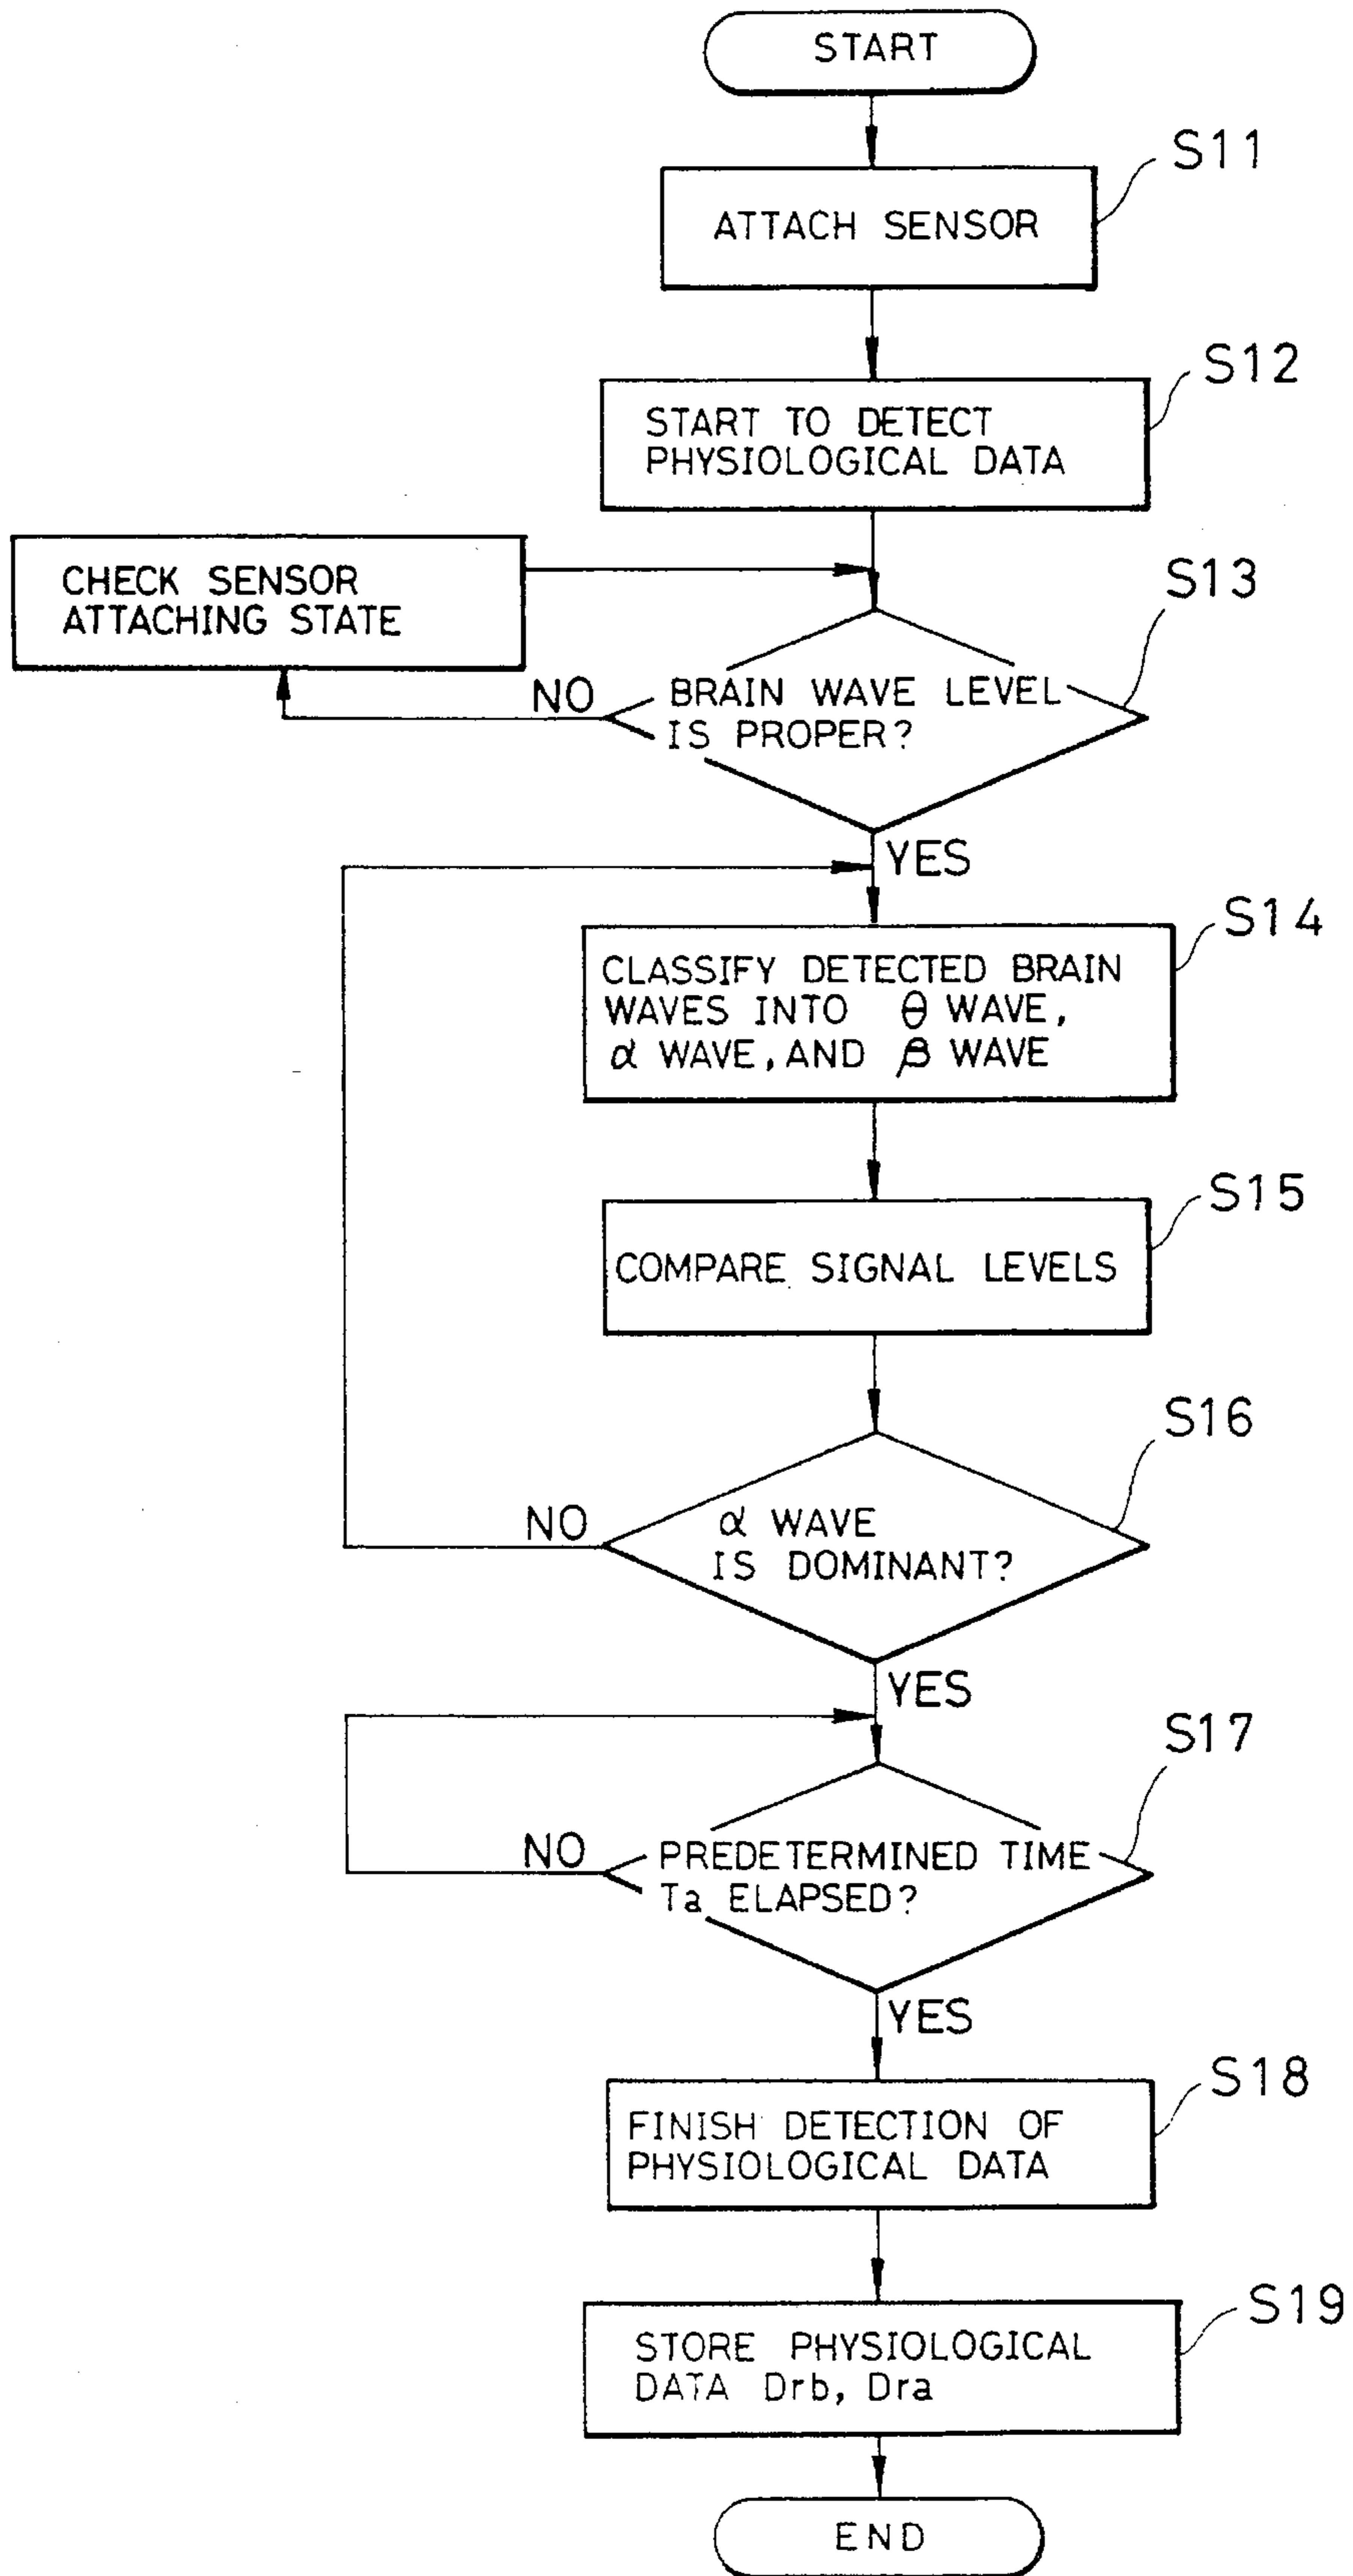 START
S11
ATTACH SENSOR
S12
START TO DETECT
PHYSIOLOGICAL DATA
CHECK SENSOR
ATTACHING STATE
S13
NO
BRAIN WAVE LEVEL
IS PROPER?
YES
S14
CLASSIFY DETECTED BRAIN
WAVES INTO θ WAVE,
α WAVE, AND β WAVE
S15
COMPARE SIGNAL LEVELS
S16
NO
α WAVE
IS DOMINANT?
YES
S17
NO
PREDETERMINED TIME
Ta ELAPSED?
YES
S18
FINISH DETECTION OF
PHYSIOLOGICAL DATA
S19
STORE PHYSIOLOGICAL
DATA Drb, Dra
END